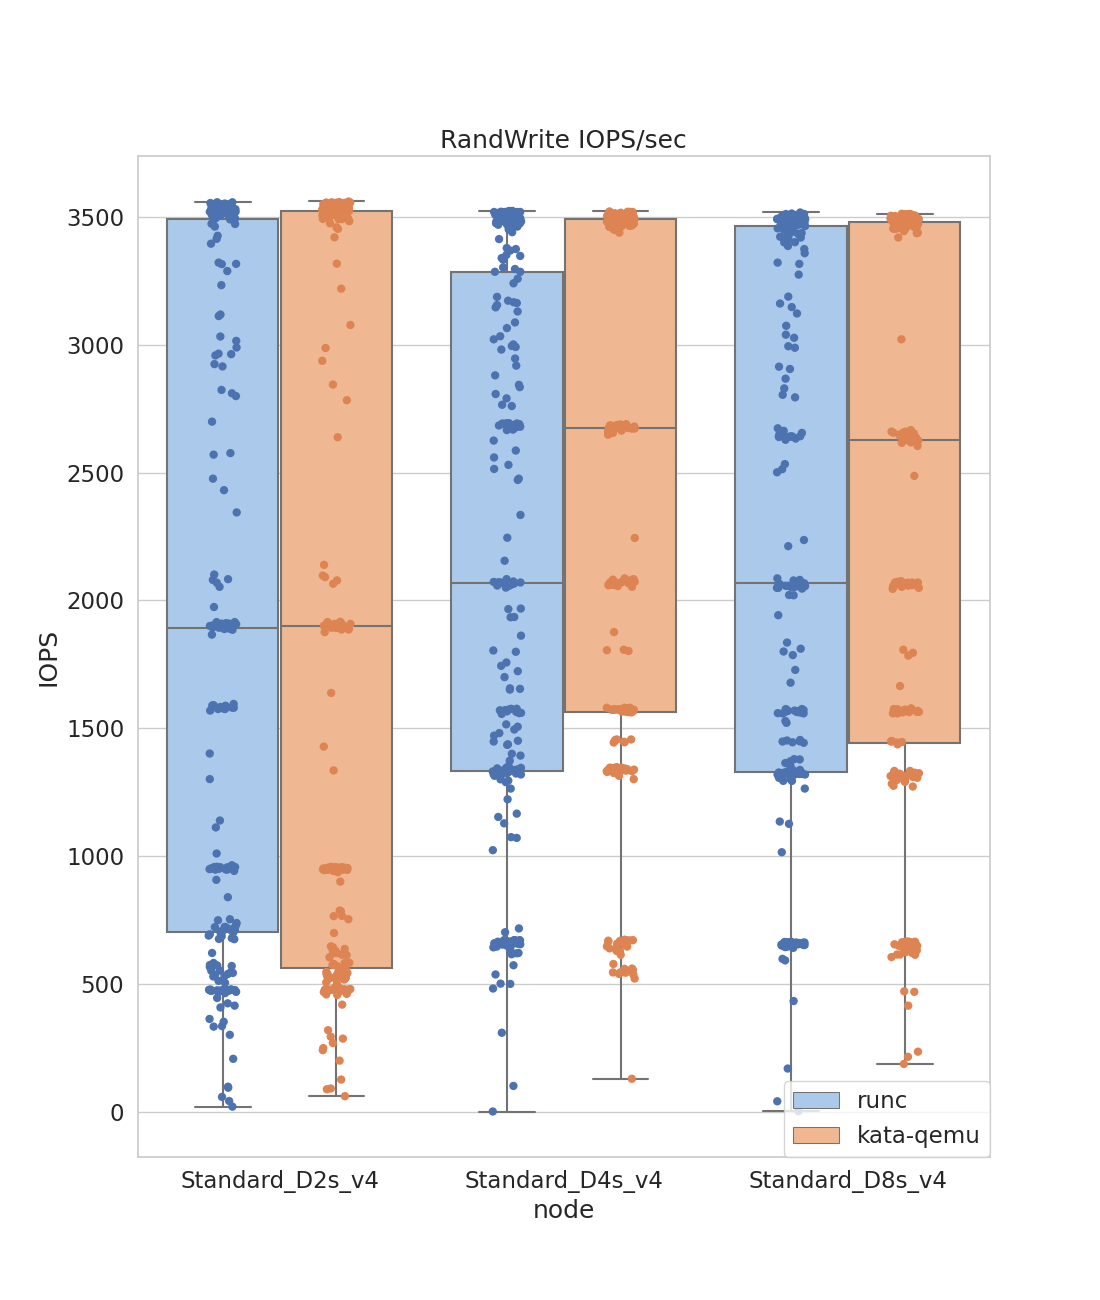 RandWrite IOPS/sec
3500
3000
2500
2000
1500
1000
500
0
IOPS
runc
kata-qemu
Standard_D2s_v4
Standard_D4s_v4
Standard_D8s_v4
node